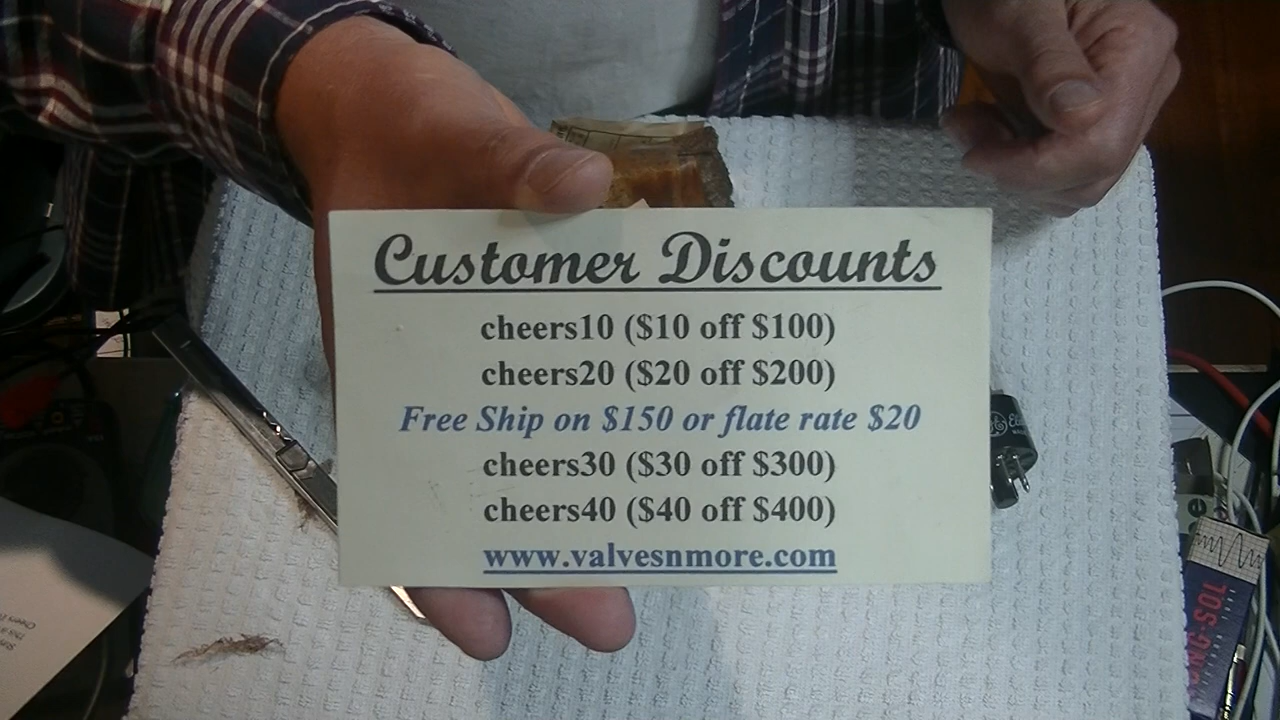 Customer Discounts
cheers10 ($10 off $100)
cheers20 ($20 off $200)
Free Ship on $150 or flate rate $20
cheers30 ($30 off $300)
cheers40 ($40 off $400)
www.valvesnmore.com
GE